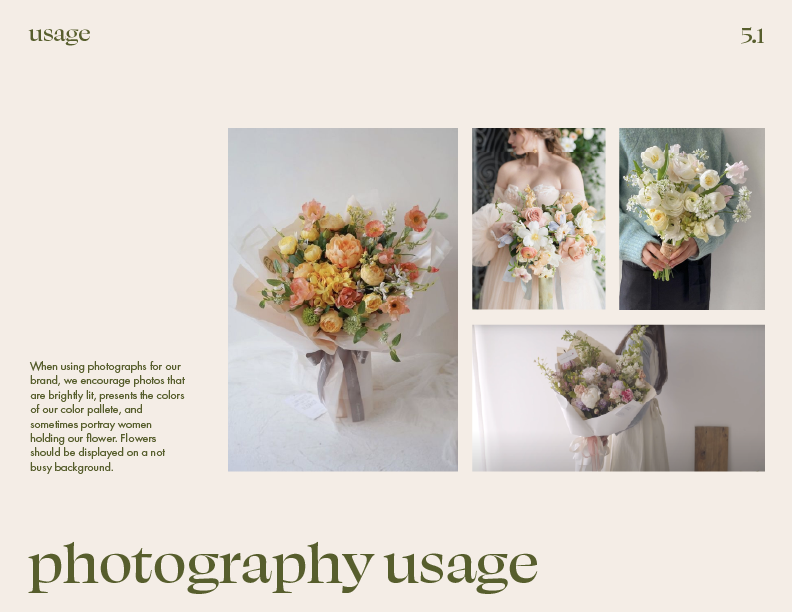 usage
5.1
When using photographs for our
brand, we encourage photos that
are brightly lit, presents the colors
of our color pallete, and
sometimes portray women
holding our flower. Flowers
should be displayed on a not
busy background.
photography usage